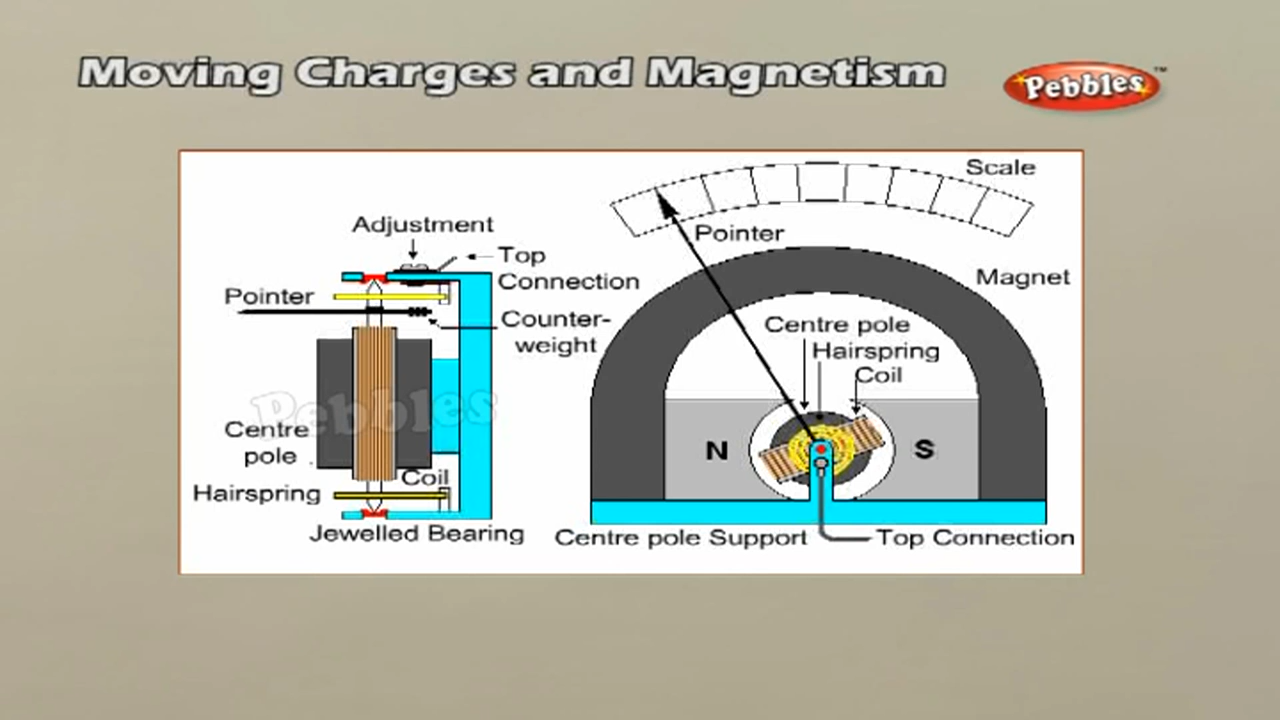 Moving Charges and Magnetism
Pebbles™
Adjustment
Top
Connection
Pointer
Counter-
weight
Pebbles
Centre
pole
Coil
Hairspring
Jewelled Bearing
Scale
Pointer
Magnet
Centre pole
Hairspring
Coil
N
S
Centre pole Support
Top Connection